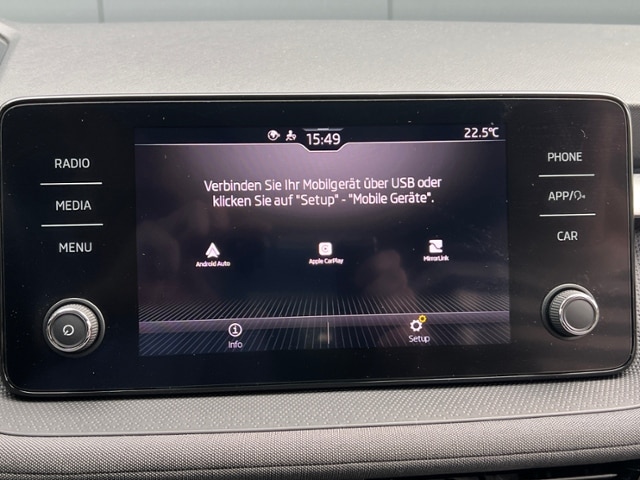 RADIO
MEDIA
MENU
15:49
22.5°C
Verbinden Sie Ihr Mobilgerät über USB oder
klicken Sie auf "Setup" - "Mobile Geräte".
Android Auto
Apple CarPlay
MirrorLink
Info
Setup
PHONE
APP/
CAR